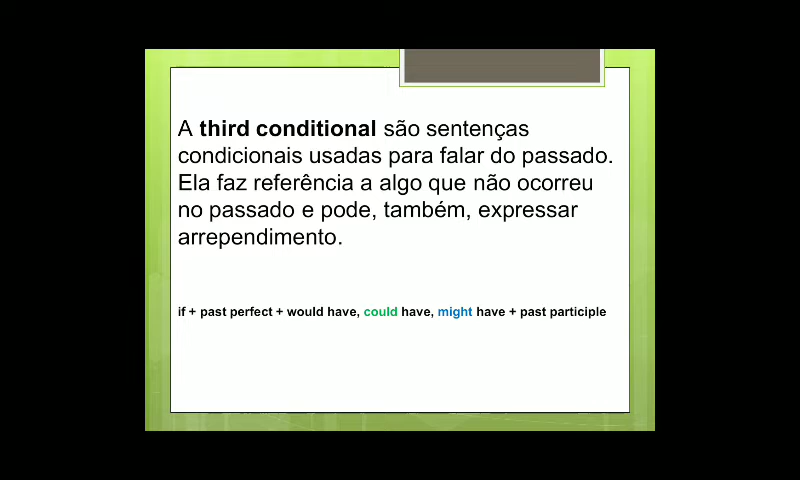 A third conditional são sentenças
condicionais usadas para falar do passado.
Ela faz referência a algo que não ocorreu
no passado e pode, também, expressar
arrependimento.
if + past perfect + would have, could have, might have + past participle